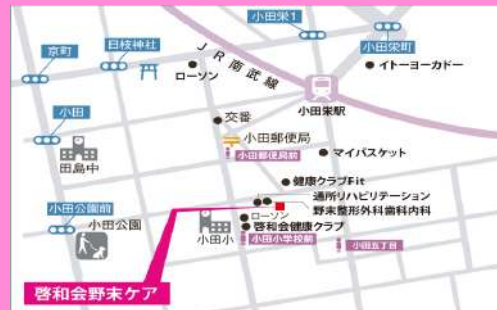 小田栄1
京町
日枝神社
JR南武線
小田栄町
ローソン
イトーヨーカドー
小田栄駅
交番
小田
小田郵便局
田島中
小田郵便局前
マイバスケット
健康クラブFit
通所リハビリテーション
小田公園前
野末整形外科歯科内科
小田公園
ローソン
小田小
啓和会健康クラブ
小田小学校前
小田五丁目
啓和会野末ケア